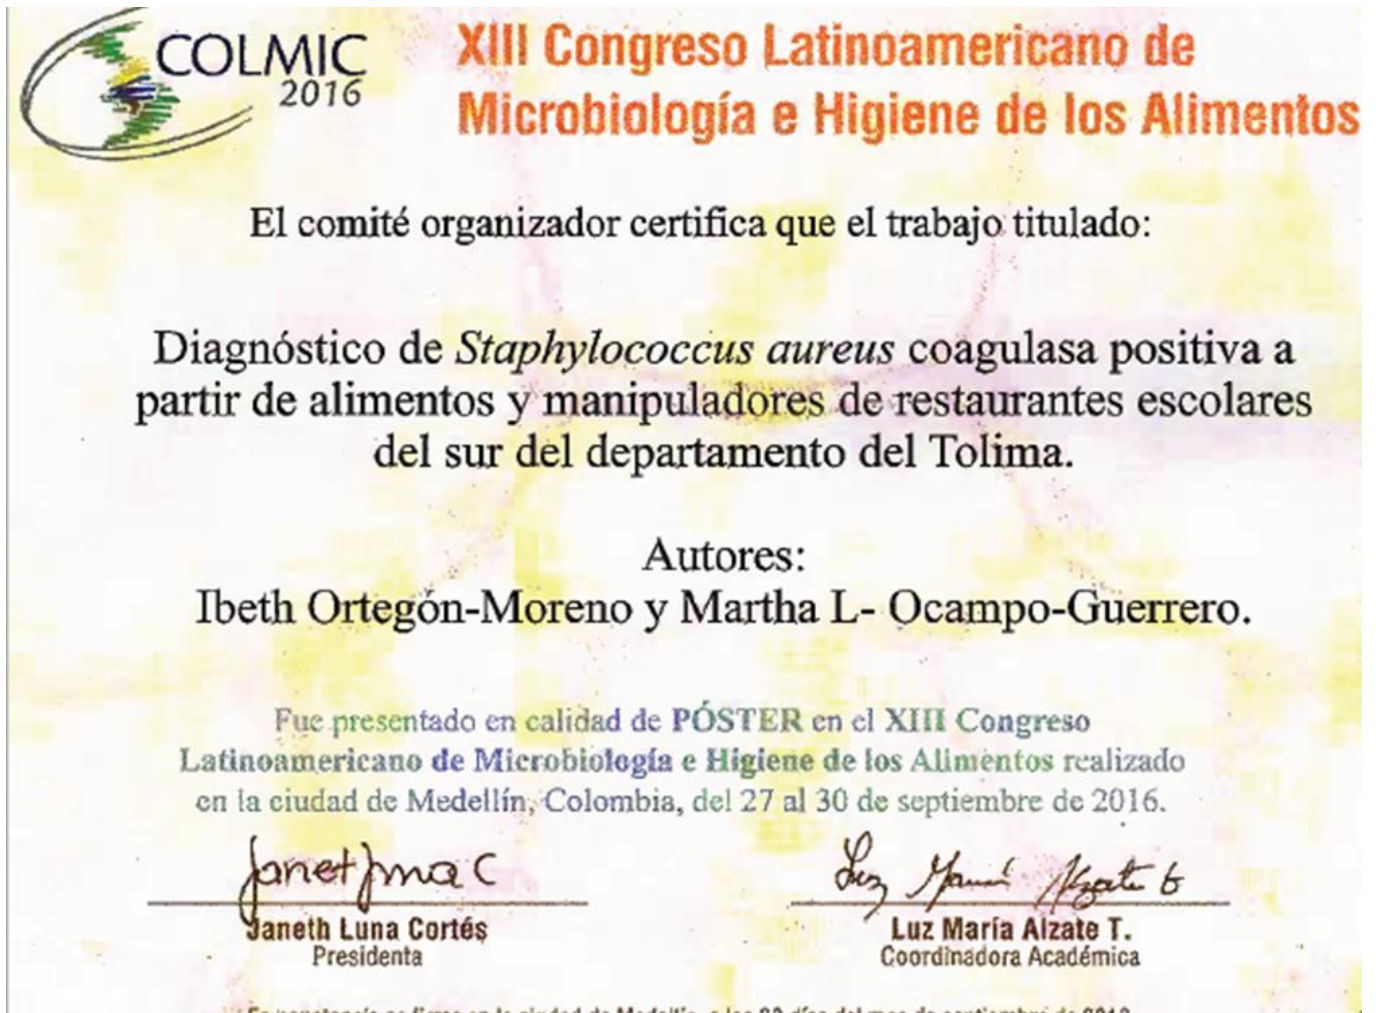 COLMIC
2016
XIII Congreso Latinoamericano de
Microbiología e Higiene de los Alimentos
El comité organizador certifica que el trabajo titulado:
Diagnóstico de Staphylococcus aureus coagulasa positiva a
partir de alimentos y manipuladores de restaurantes escolares
del sur del departamento del Tolima.
Autores:
Ibeth Ortegón-Moreno y Martha L- Ocampo-Guerrero.
Fue presentado en calidad de PÓSTER en el XIII Congreso
Latinoamericano de Microbiología e Higiene de los Alimentos realizado
en la ciudad de Medellín, Colombia, del 27 al 30 de septiembre de 2016.
Janeth Luna Cortés
Presidenta
Luz María Alzate T.
Coordinadora Académica